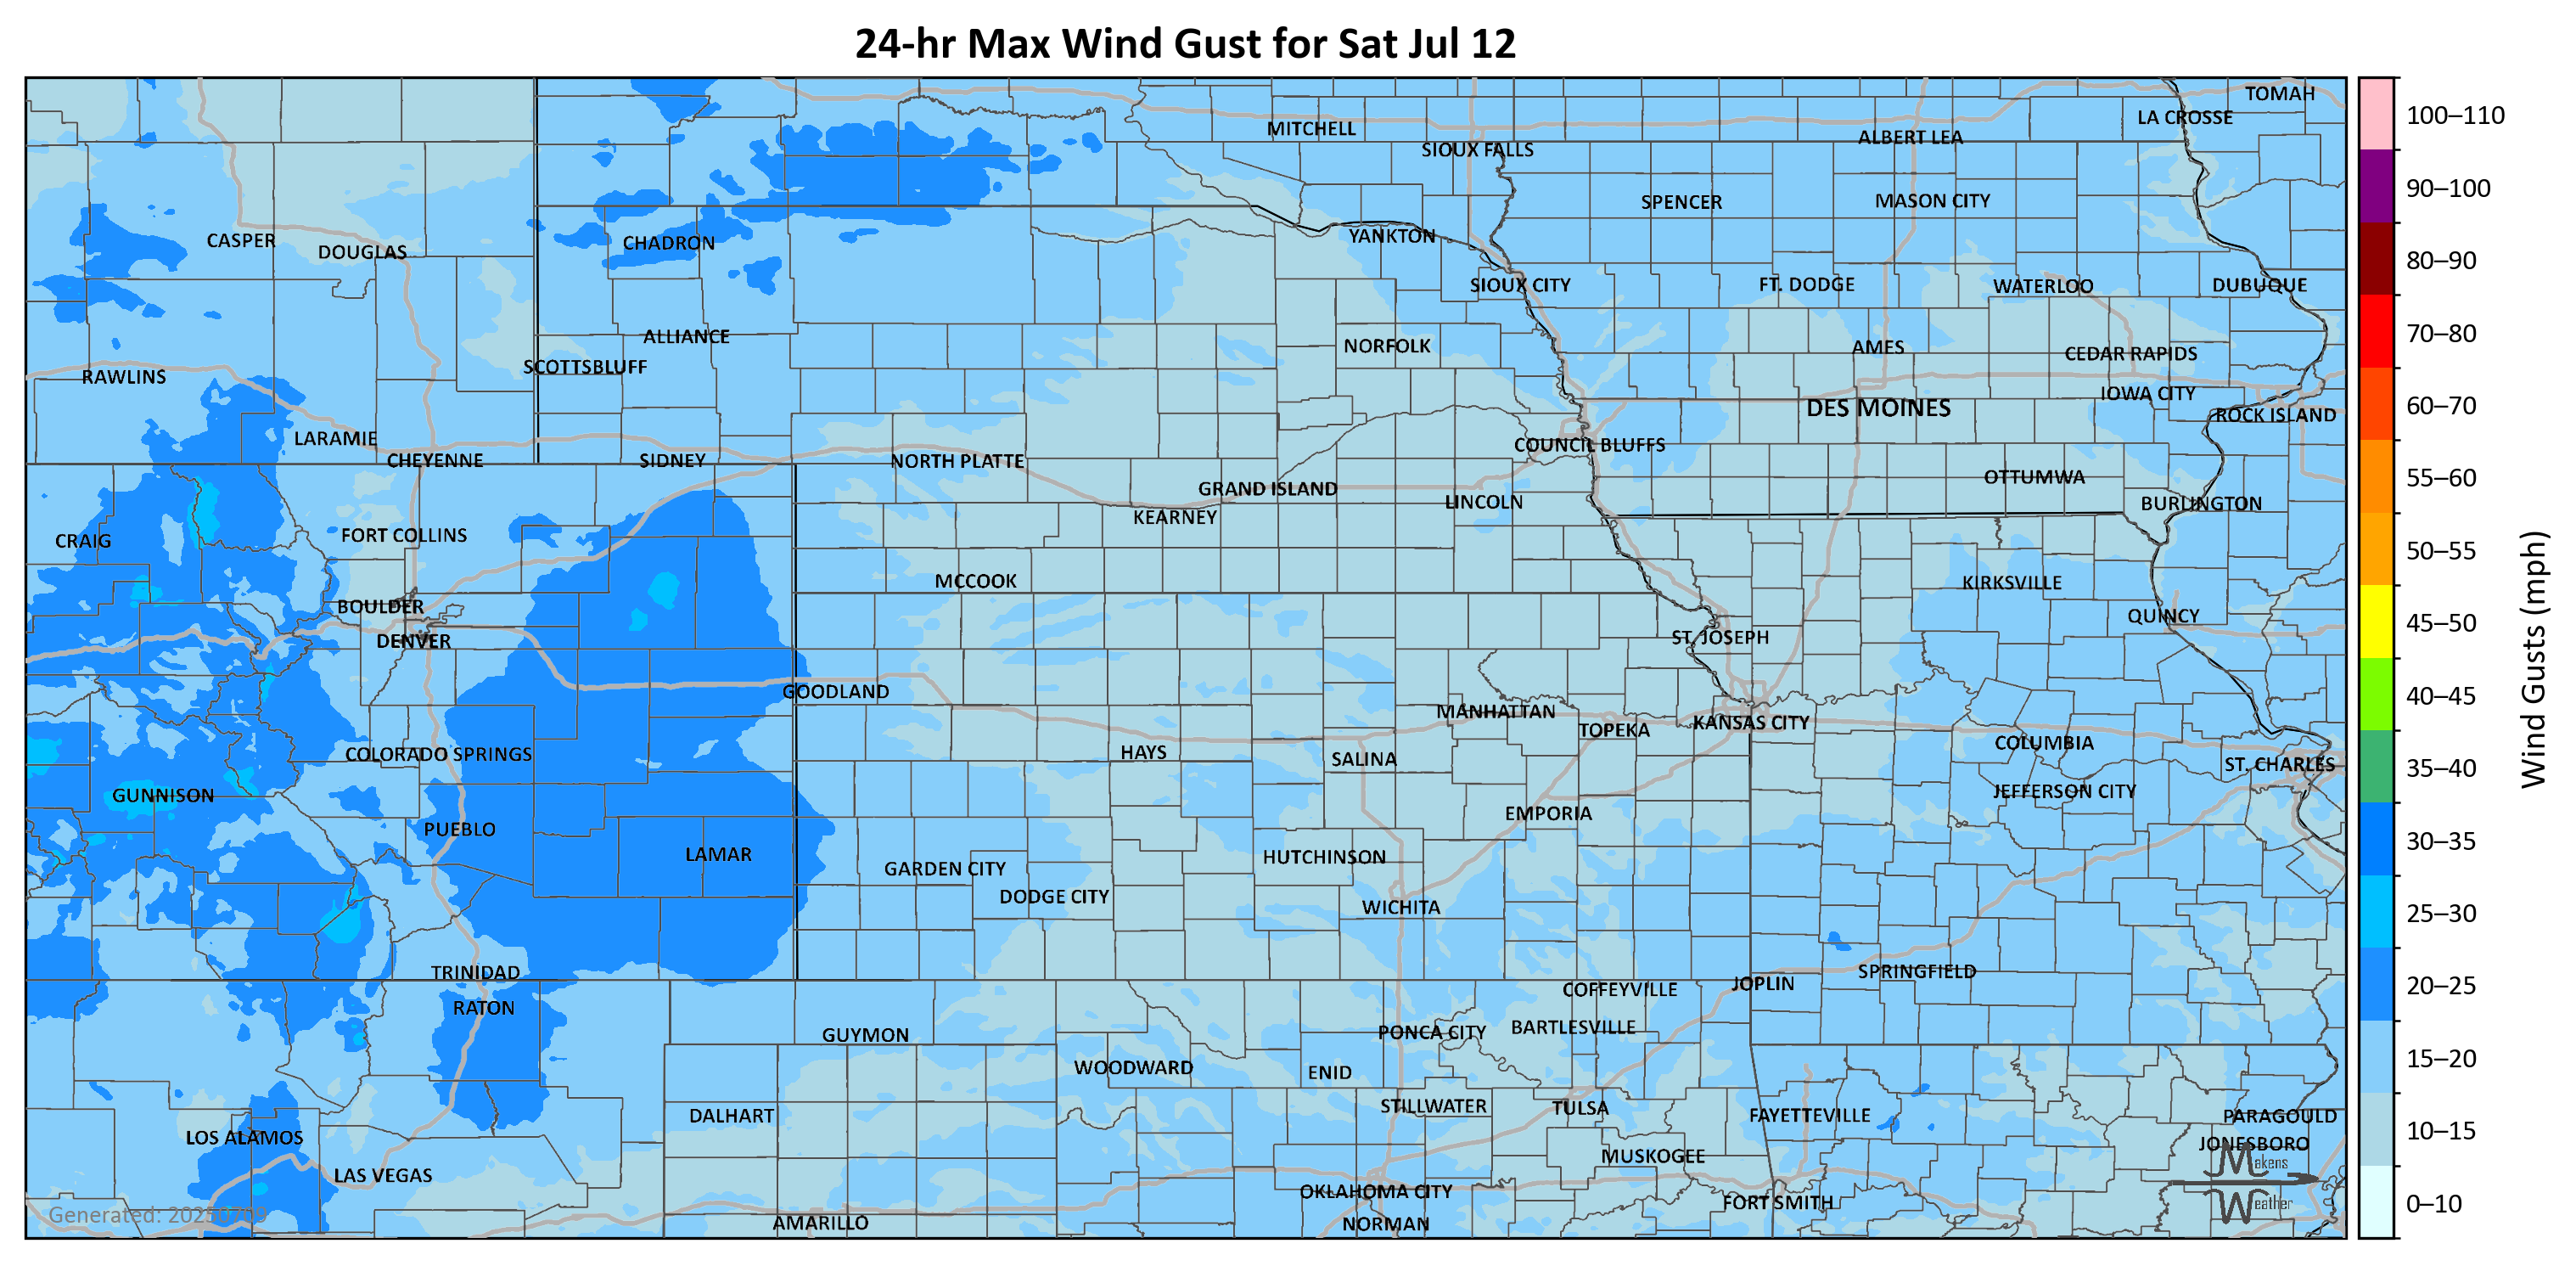 24-hr Max Wind Gust for Sat Jul 12
TOMAH
LA CROSSE
MITCHELL
ALBERT LEA
SIOUX FALLS
SPENCER
MASON CITY
CASPER
DOUGLAS
CHADRON
YANKTON
SIOUX CITY
FT. DODGE
WATERLOO
DUBUQUE
ALLIANCE
NORFOLK
AMES
CEDAR RAPIDS
SCOTTSBLUFF
RAWLINS
IOWA CITY
DES MOINES
ROCK ISLAND
LARAMIE
COUNCIL BLUFFS
CHEYENNE
SIDNEY
NORTH PLATTE
OTTUMWA
GRAND ISLAND
LINCOLN
BURLINGTON
KEARNEY
FORT COLLINS
CRAIG
MCCOOK
KIRKSVILLE
BOULDER
QUINCY
DENVER
ST. JOSEPH
GOODLAND
MANHATTAN
TOPEKA
KANSAS CITY
COLUMBIA
COLORADO SPRINGS
HAYS
SALINA
ST. CHARLES
GUNNISON
JEFFERSON CITY
EMPORIA
PUEBLO
LAMAR
HUTCHINSON
GARDEN CITY
DODGE CITY
WICHITA
TRINIDAD
SPRINGFIELD
JOPLIN
COFFEYVILLE
RATON
GUYMON
PONCA CITY
BARTLESVILLE
WOODWARD
ENID
STILLWATER
TULSA
DALHART
FAYETTEVILLE
PARAGOULD
LOS ALAMOS
JONESBORO
MUSKOGEE
LAS VEGAS
OKLAHOMA CITY
FORT SMITH
AMARILLO
NORMAN
Generated: 20250709
Makens
Weather
100–110
90–100
80–90
70–80
60–70
55–60
50–55
45–50
40–45
35–40
30–35
25–30
20–25
15–20
10–15
0–10
Wind Gusts (mph)